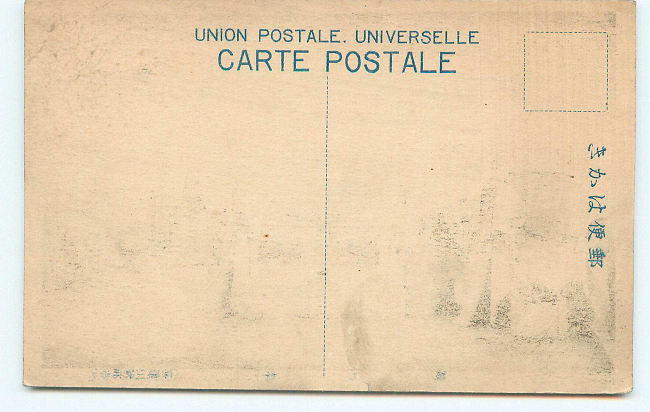 UNION POSTALE. UNIVERSELLE
CARTE POSTALE
きかは便郵